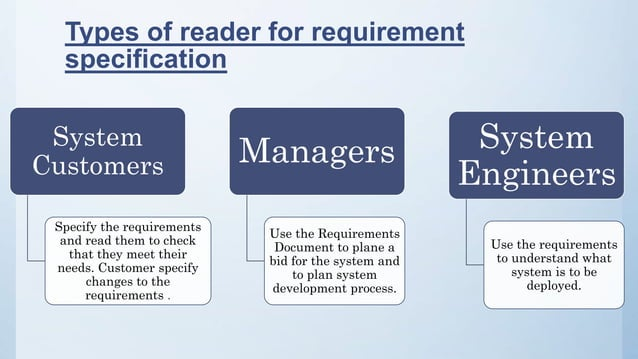 Types of reader for requirement
specification
System
Customers
Specify the requirements
and read them to check
that they meet their
needs. Customer specify
changes to the
requirements .
Managers
Use the Requirements
Document to plane a
bid for the system and
to plan system
development process.
System
Engineers
Use the requirements
to understand what
system is to be
deployed.